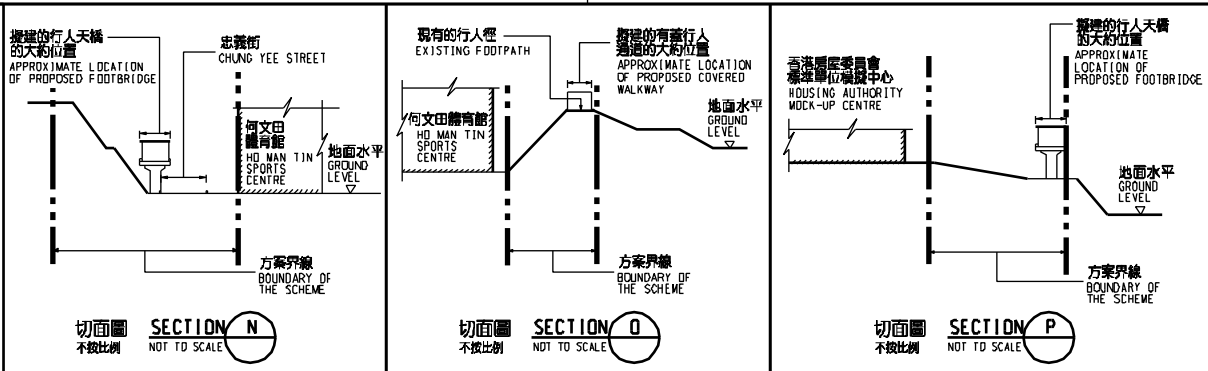 擬建的行人天橋
的大約位置
APPROXIMATE LOCATION
OF PROPOSED FOOTBRIDGE
忠義街
CHUNG YEE STREET
何文田
體育館
HO MAN TIN
SPORTS
CENTRE
地面水平
GROUND
LEVEL
方案界線
BOUNDARY OF
THE SCHEME
切面圖
不按比例
SECTION N
NOT TO SCALE
現有的行人徑
EXISTING FOOTPATH
擬建的有蓋行人
通道的大約位置
APPROXIMATE LOCATION
OF PROPOSED COVERED
WALKWAY
何文田體育館
HO MAN TIN
SPORTS
CENTRE
地面水平
GROUND
LEVEL
方案界線
BOUNDARY OF
THE SCHEME
切面圖
不按比例
SECTION O
NOT TO SCALE
香港房屋委員會
標準單位模擬中心
HOUSING AUTHORITY
MOCK-UP CENTRE
擬建的行人天橋
的大約位置
APPROXIMATE
LOCATION OF
PROPOSED FOOTBRIDGE
地面水平
GROUND
LEVEL
方案界線
BOUNDARY OF
THE SCHEME
切面圖
不按比例
SECTION P
NOT TO SCALE